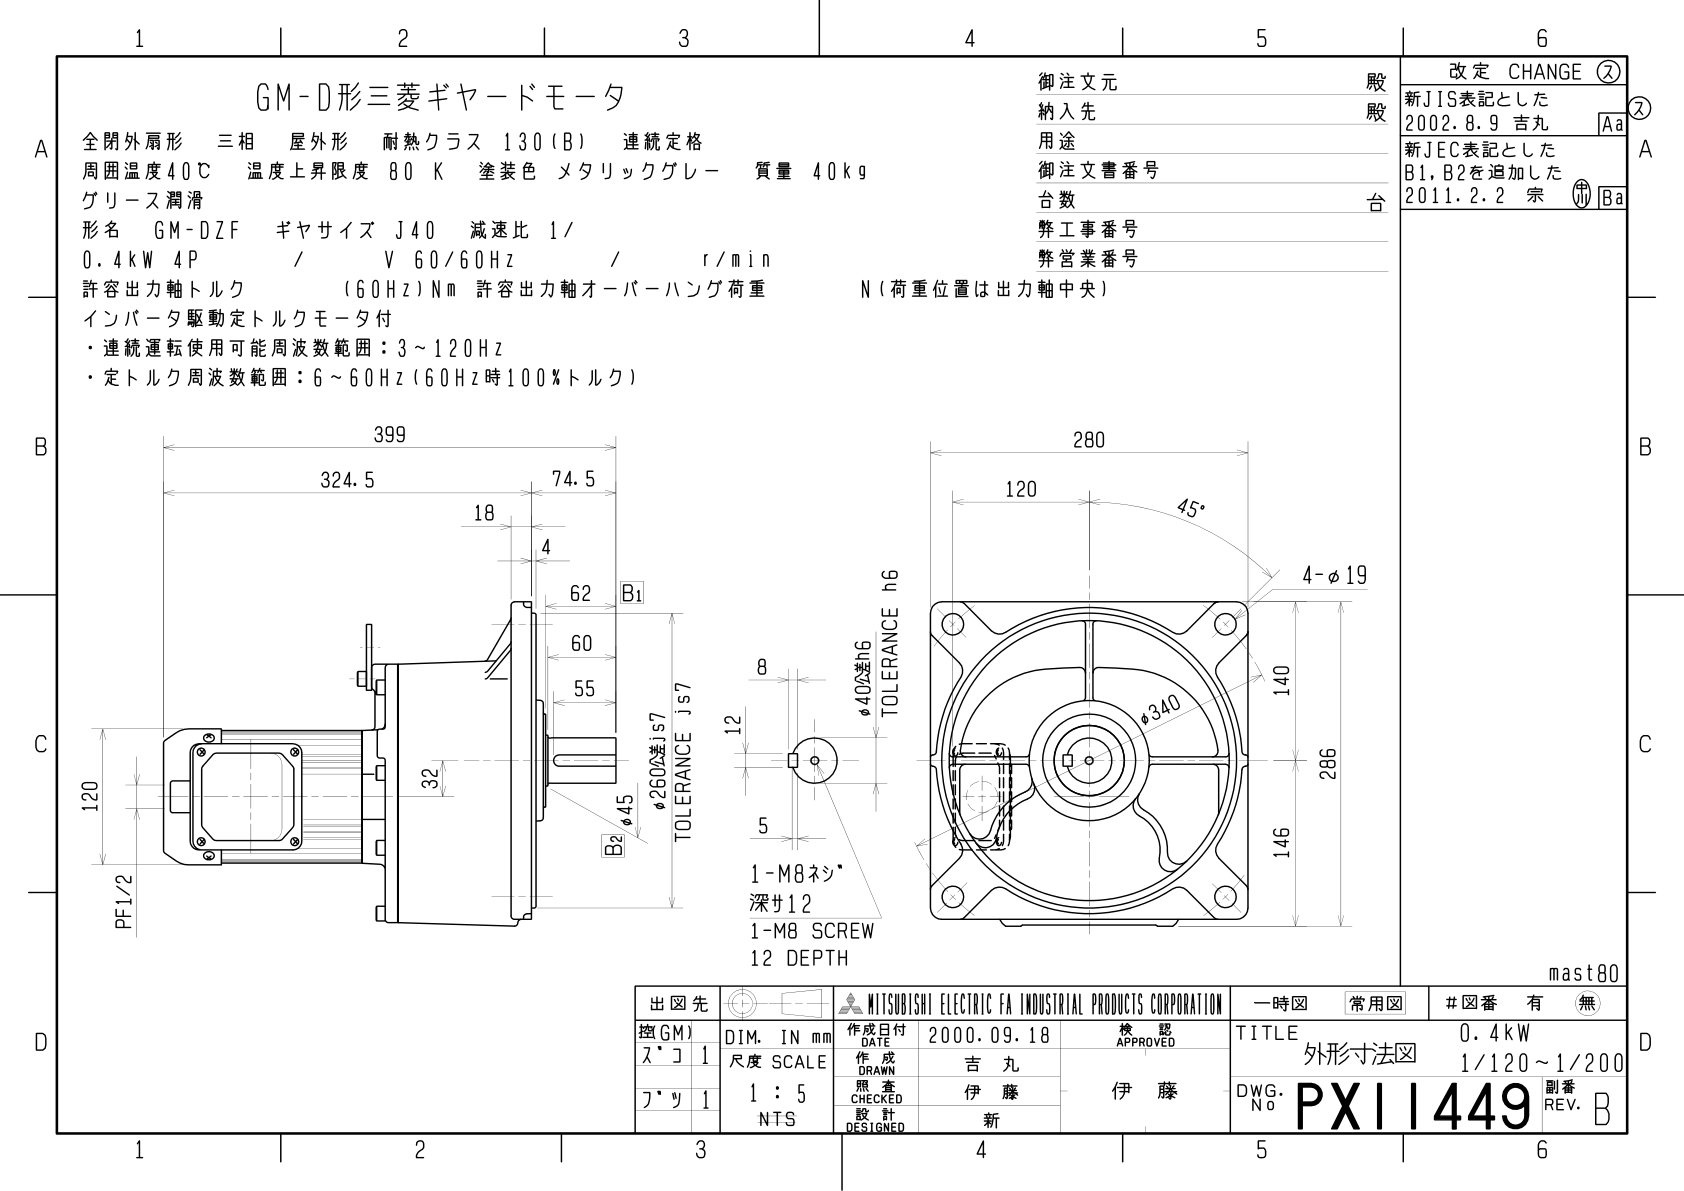 1 2 3 4 5 6
GM-D形三菱ギヤードモータ
全閉外扇形 三相 屋外形 耐熱クラス 130(B) 連続定格
周囲温度40℃ 温度上昇限度 80 K 塗装色 メタリックグレー 質量 40kg
グリース潤滑
形名 GM-DZF ギヤサイズ J40 減速比 1/
0.4kW 4P / V 60/60Hz / r/min
許容出力軸トルク (60Hz)Nm 許容出力軸オーバーハング荷重 N(荷重位置は出力軸中央)
インバータ駆動定トルクモータ付
・連続運転使用可能周波数範囲:3~120Hz
・定トルク周波数範囲:6~60Hz(60Hz時100%トルク)
御注文元 殿
納入先 殿
用途
御注文書番号
台数 台
弊工事番号
弊営業番号
改定 CHANGE ス
新JIS表記とした
2002.8.9 吉丸 Aa
新JEC表記とした
B1,B2を追加した
2011.2.2 宗 Ba
ス
A
A
B
B
C
C
D
D
399
324.5
74.5
18
4
62
B1
60
55
32
120
PF1/2
φ45
B2
φ260公差js7
TOLERANCE js7
8
12
5
φ40公差h6
TOLERANCE h6
1-M8ネジ
深サ12
1-M8 SCREW
12 DEPTH
280
120
45°
4-φ19
φ340
140
146
286
mast80
出図先
控(GM)
ズコ 1
ブツ 1
DIM. IN mm
尺度 SCALE
1:5
NTS
MITSUBISHI ELECTRIC FA INDUSTRIAL PRODUCTS CORPORATION
作成日付
DATE
2000.09.18
検認
APPROVED
作成
DRAWN
吉丸
照査
CHECKED
伊藤
伊藤
設計
DESIGNED
新
一時図 常用図
#図番 有 無
TITLE
外形寸法図
0.4kW
1/120~1/200
DWG.
No
PX11449
副番
REV.
B
1 2 3 4 5 6